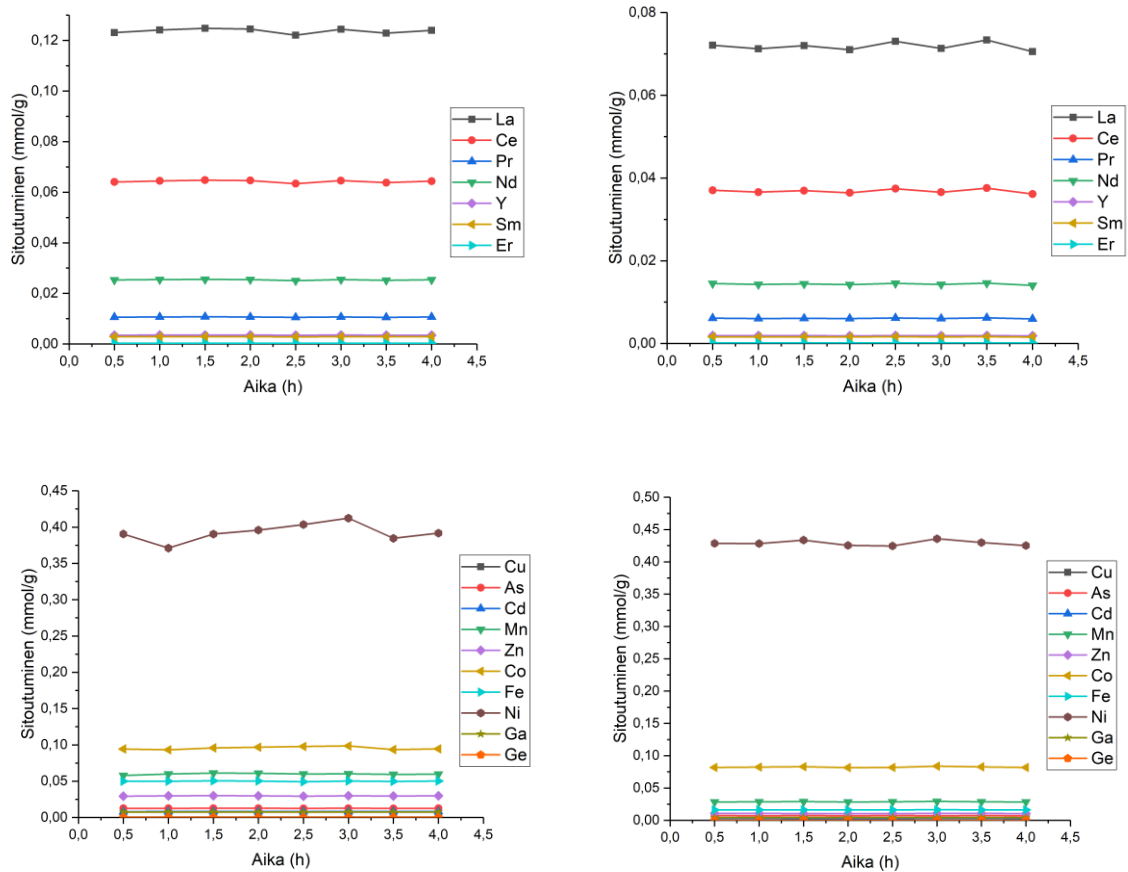 0,12
0,10
0,08
0,06
0,04
0,02
0,00
0,0 0,5 1,0 1,5 2,0 2,5 3,0 3,5 4,0 4,5
Sitoutuminen (mmol/g)
Aika (h)
La
Ce
Pr
Nd
Y
Sm
Er
0,08
0,06
0,04
0,02
0,00
0,0 0,5 1,0 1,5 2,0 2,5 3,0 3,5 4,0 4,5
Sitoutuminen (mmol/g)
Aika (h)
La
Ce
Pr
Nd
Y
Sm
Er
0,45
0,40
0,35
0,30
0,25
0,20
0,15
0,10
0,05
0,00
0,0 0,5 1,0 1,5 2,0 2,5 3,0 3,5 4,0 4,5
Sitoutuminen (mmol/g)
Aika (h)
Cu
As
Cd
Mn
Zn
Co
Fe
Ni
Ga
Ge
0,50
0,45
0,40
0,35
0,30
0,25
0,20
0,15
0,10
0,05
0,00
0,0 0,5 1,0 1,5 2,0 2,5 3,0 3,5 4,0 4,5
Sitoutuminen (mmol/g)
Aika (h)
Cu
As
Cd
Mn
Zn
Co
Fe
Ni
Ga
Ge